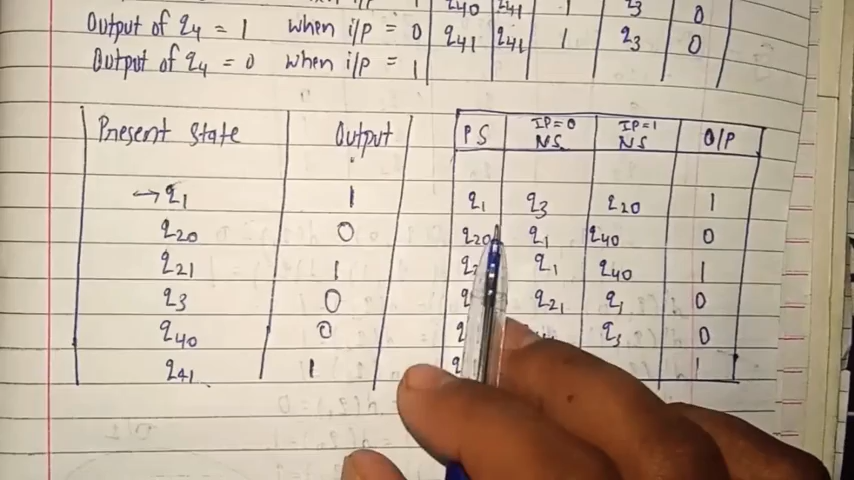 q40 q41 1 q3 0
Output of q4 = 1 when i/p = 0 q41 q41 1 q3 0
Output of q4 = 0 when i/p = 1
Present State Output PS IP=0 NS IP=1 NS O/P
→q1 1 q1 q3 q20 1
q20 0 q20 q1 q40 0
q21 1 q1 q40 1
q3 0 q21 q1 0
q40 0 q3 0
q41 1 1